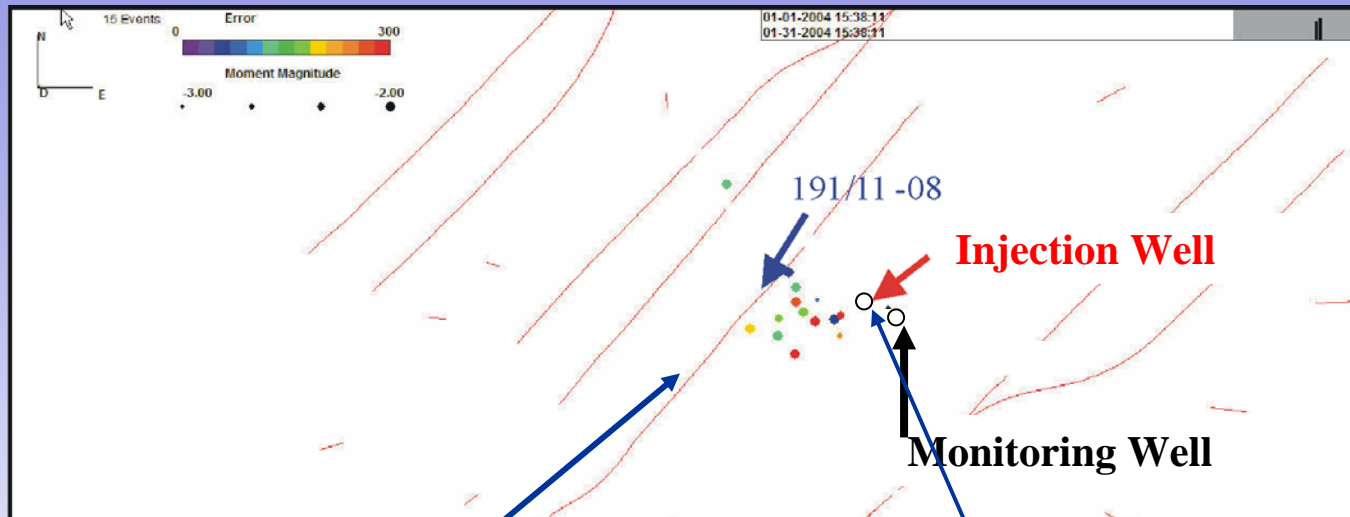 15 Events
Error
0 300
Moment Magnitude
-3.00 -2.00
N
D E
01-01-2004 15:38:11
01-31-2004 15:38:11
191/11 -08
Injection Well
Monitoring Well